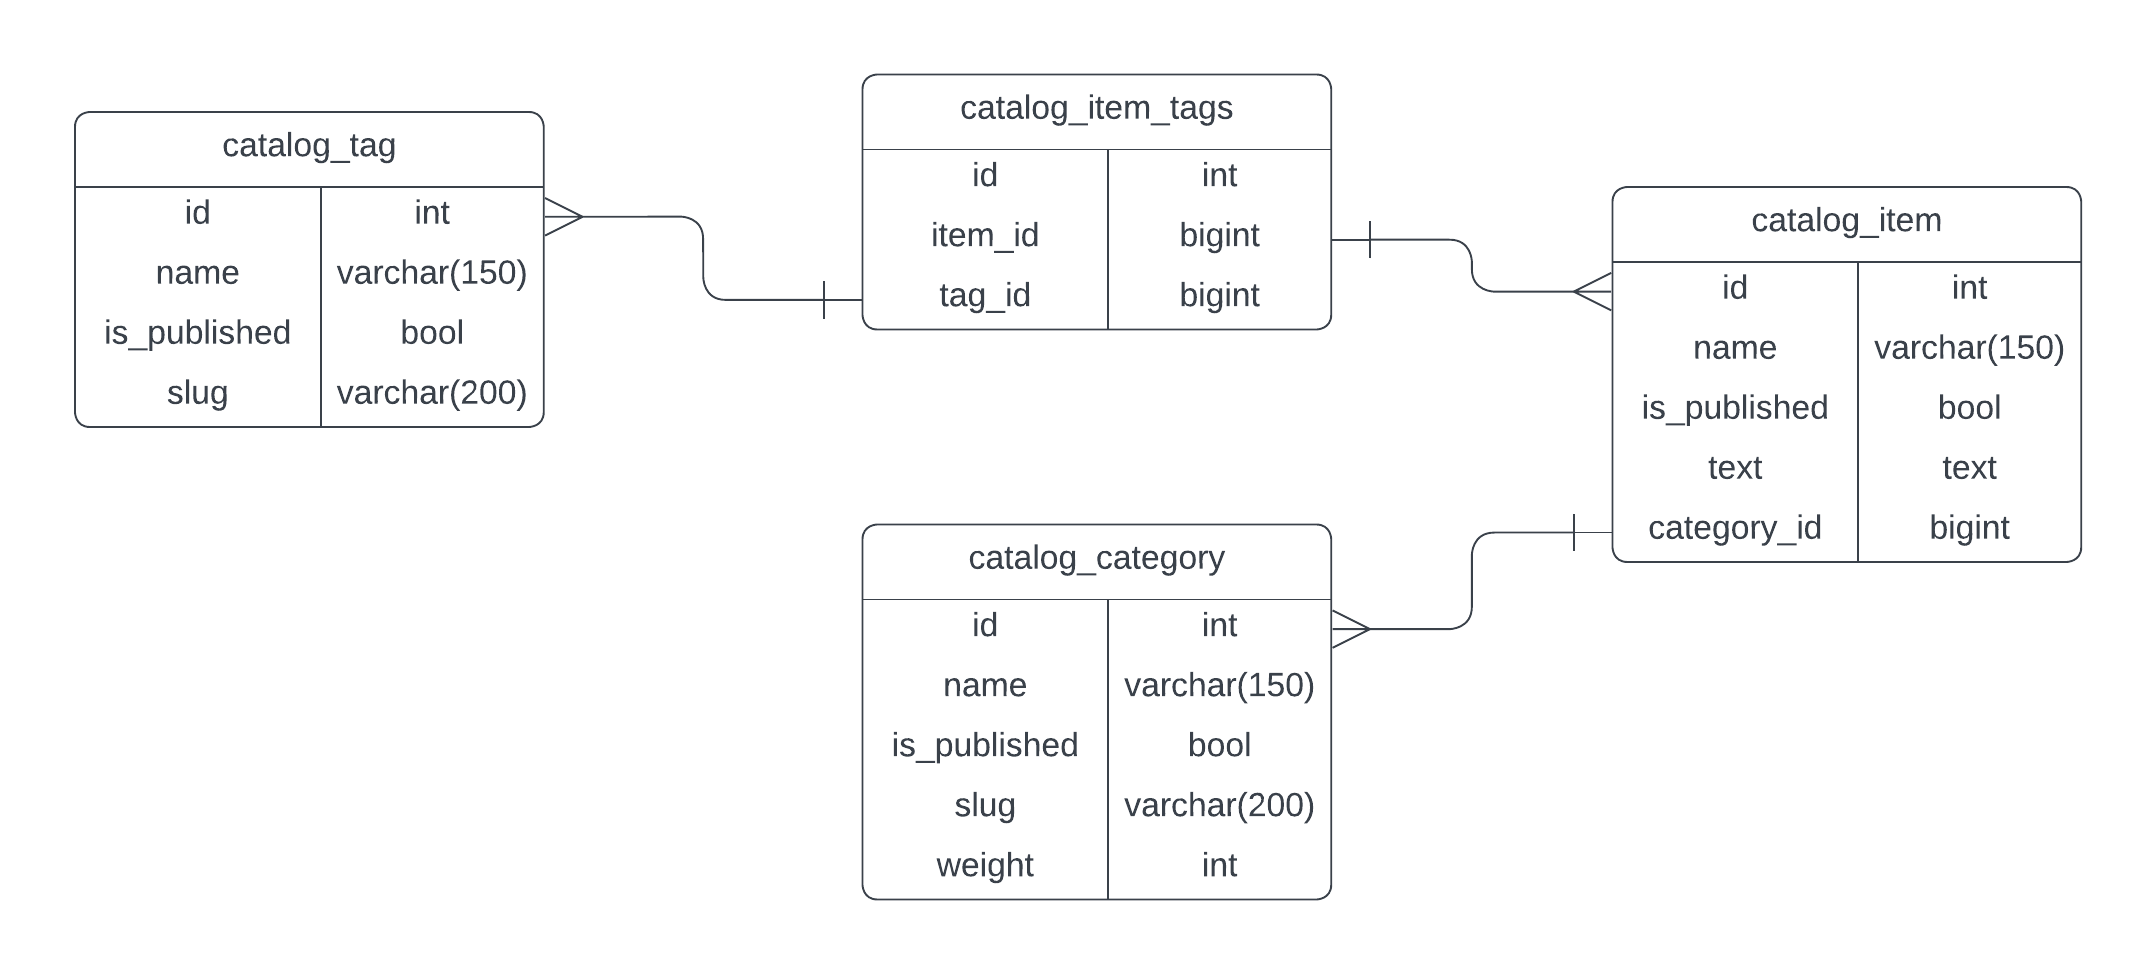 catalog_tag
id int
name varchar(150)
is_published bool
slug varchar(200)
catalog_item_tags
id int
item_id bigint
tag_id bigint
catalog_item
id int
name varchar(150)
is_published bool
text text
category_id bigint
catalog_category
id int
name varchar(150)
is_published bool
slug varchar(200)
weight int